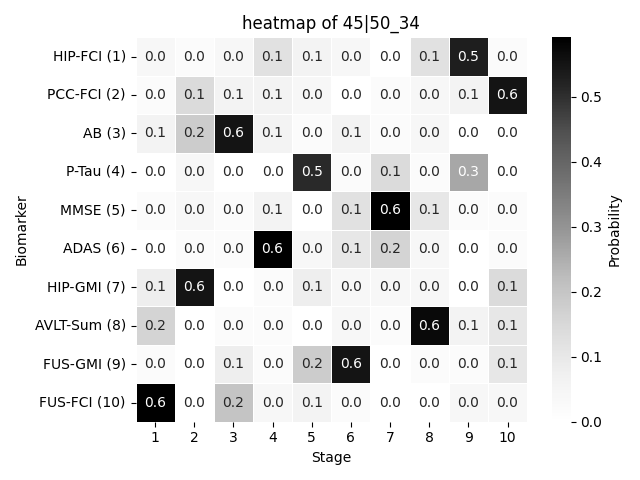 heatmap of 45|50_34
HIP-FCI (1) 0.0 0.0 0.0 0.1 0.1 0.0 0.0 0.1 0.5 0.0
PCC-FCI (2) 0.0 0.1 0.1 0.1 0.0 0.0 0.0 0.0 0.1 0.6
AB (3) 0.1 0.2 0.6 0.1 0.0 0.1 0.0 0.0 0.0 0.0
P-Tau (4) 0.0 0.0 0.0 0.0 0.5 0.0 0.1 0.0 0.3 0.0
MMSE (5) 0.0 0.0 0.0 0.1 0.0 0.1 0.6 0.1 0.0 0.0
ADAS (6) 0.0 0.0 0.0 0.6 0.0 0.1 0.2 0.0 0.0 0.0
HIP-GMI (7) 0.1 0.6 0.0 0.0 0.1 0.0 0.0 0.0 0.0 0.1
AVLT-Sum (8) 0.2 0.0 0.0 0.0 0.0 0.0 0.0 0.6 0.1 0.1
FUS-GMI (9) 0.0 0.0 0.1 0.0 0.2 0.6 0.0 0.0 0.0 0.1
FUS-FCI (10) 0.6 0.0 0.2 0.0 0.1 0.0 0.0 0.0 0.0 0.0
1 2 3 4 5 6 7 8 9 10
Stage
Biomarker
0.5
0.4
0.3
0.2
0.1
0.0
Probability